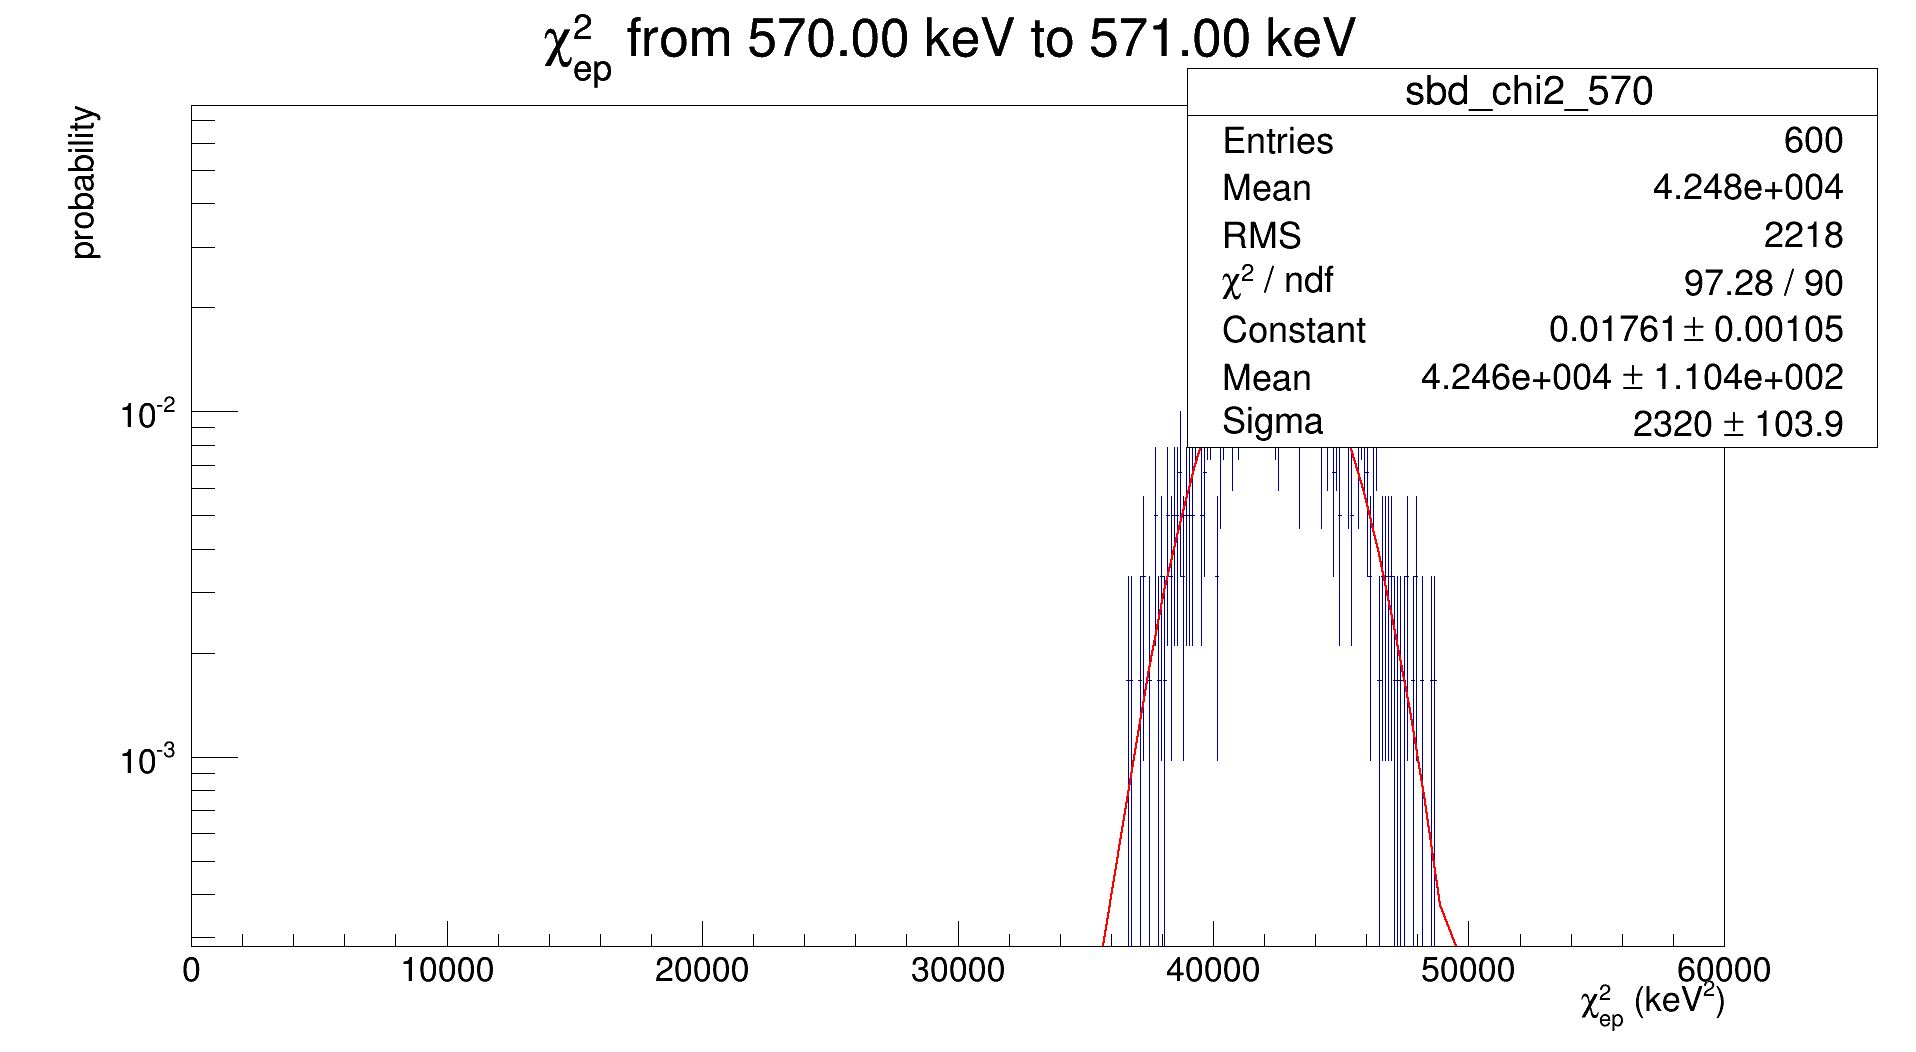 χ²ep from 570.00 keV to 571.00 keV
probability
sbd_chi2_570
Entries 600
Mean 4.248e+004
RMS 2218
χ² / ndf 97.28 / 90
Constant 0.01761 ± 0.00105
Mean 4.246e+004 ± 1.104e+002
Sigma 2320 ± 103.9
10⁻²
10⁻³
0 10000 20000 30000 40000 50000 60000
χ²ep (keV²)